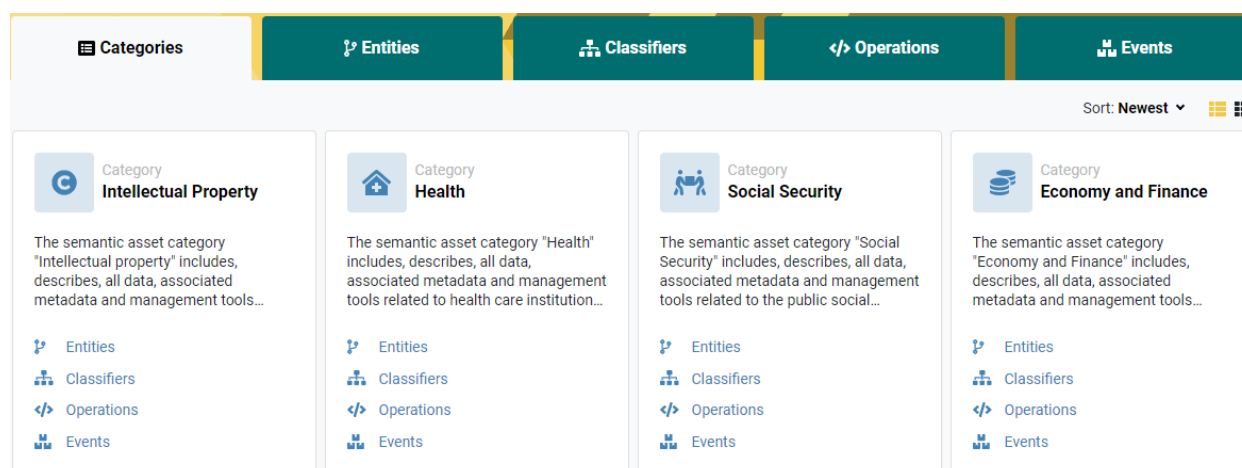 Categories
Entities
Classifiers
Operations
Events
Sort: Newest
Category
Intellectual Property
The semantic asset category
"Intellectual property" includes,
describes, all data, associated
metadata and management tools...
Entities
Classifiers
Operations
Events
Category
Health
The semantic asset category "Health"
includes, describes, all data,
associated metadata and management
tools related to health care institution...
Entities
Classifiers
Operations
Events
Category
Social Security
The semantic asset category "Social
Security" includes, describes, all data,
associated metadata and management
tools related to the public social...
Entities
Classifiers
Operations
Events
Category
Economy and Finance
The semantic asset category
"Economy and Finance" includes,
describes, all data, associated
metadata and management tools...
Entities
Classifiers
Operations
Events